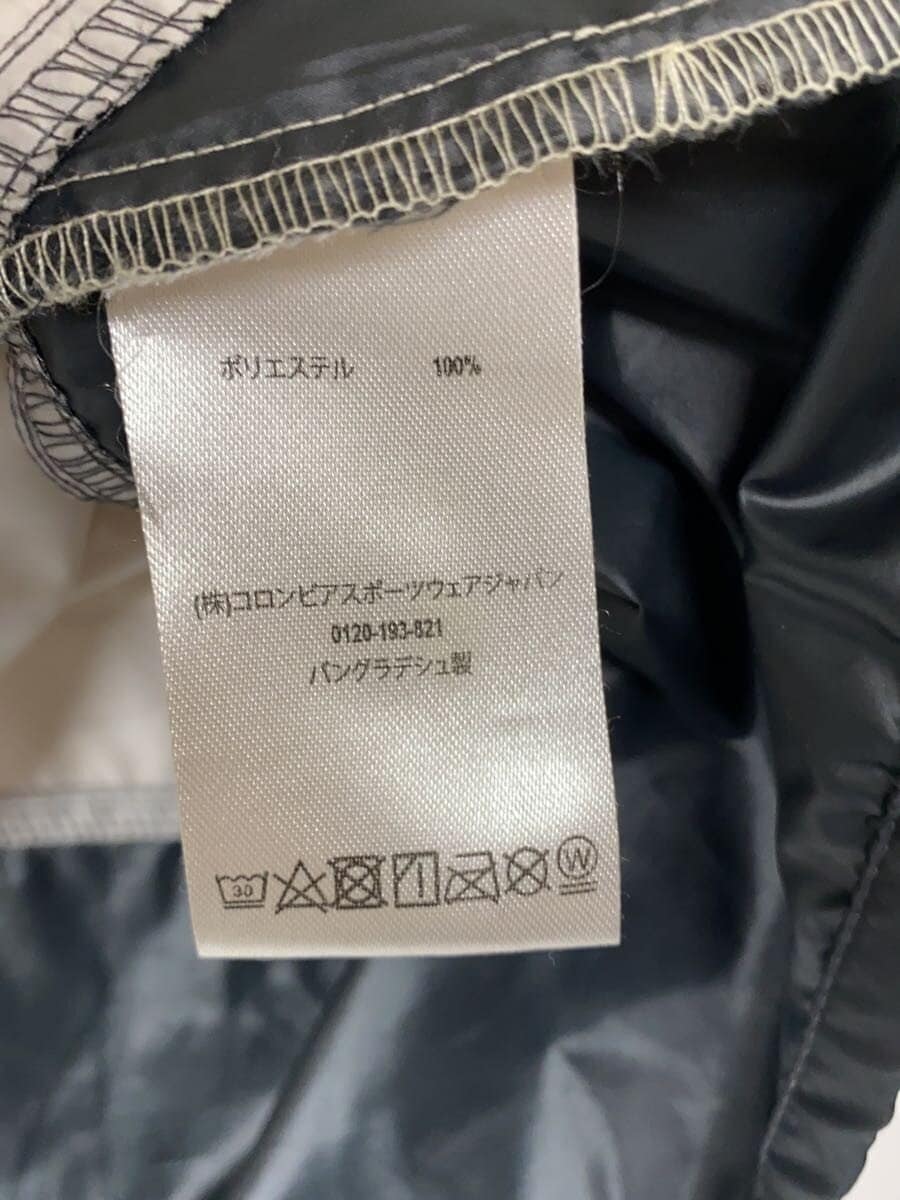 ポリエステル 100%
(株)コロンビアスポーツウェアジャパン
0120-193-821
バングラデシュ製
30
W